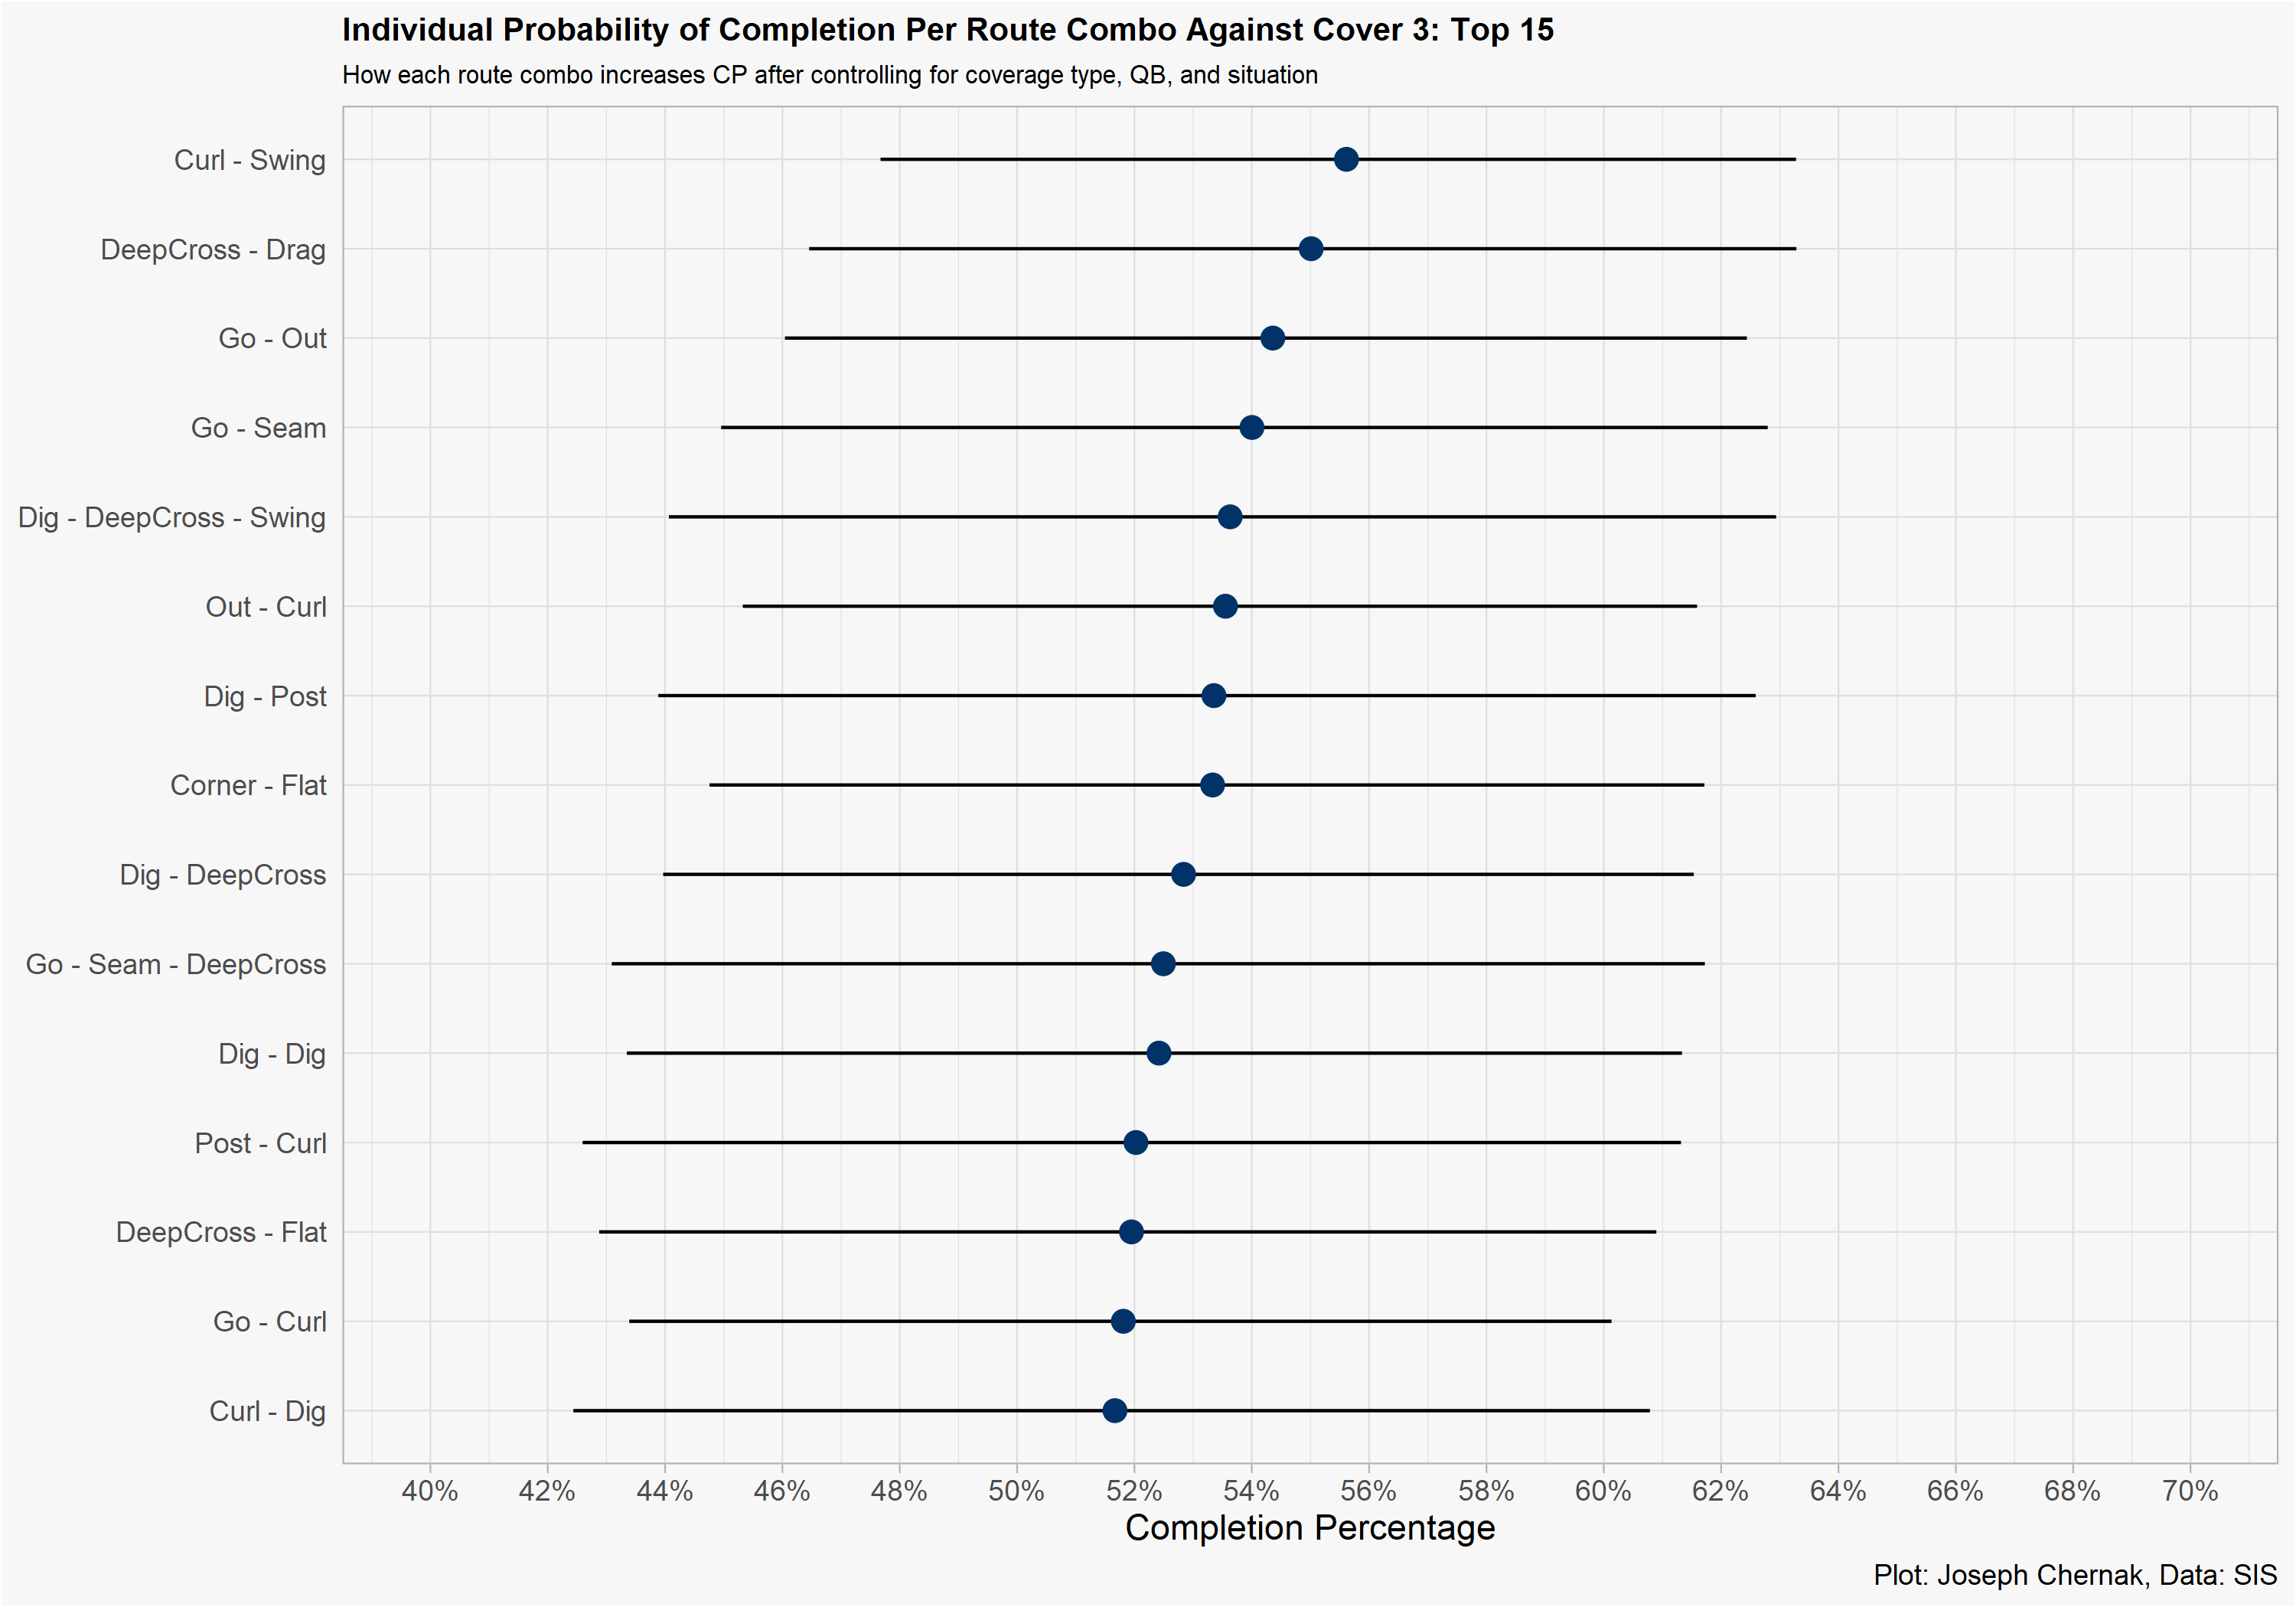 Individual Probability of Completion Per Route Combo Against Cover 3: Top 15
How each route combo increases CP after controlling for coverage type, QB, and situation
Curl - Swing
DeepCross - Drag
Go - Out
Go - Seam
Dig - DeepCross - Swing
Out - Curl
Dig - Post
Corner - Flat
Dig - DeepCross
Go - Seam - DeepCross
Dig - Dig
Post - Curl
DeepCross - Flat
Go - Curl
Curl - Dig
40% 42% 44% 46% 48% 50% 52% 54% 56% 58% 60% 62% 64% 66% 68% 70%
Completion Percentage
Plot: Joseph Chernak, Data: SIS